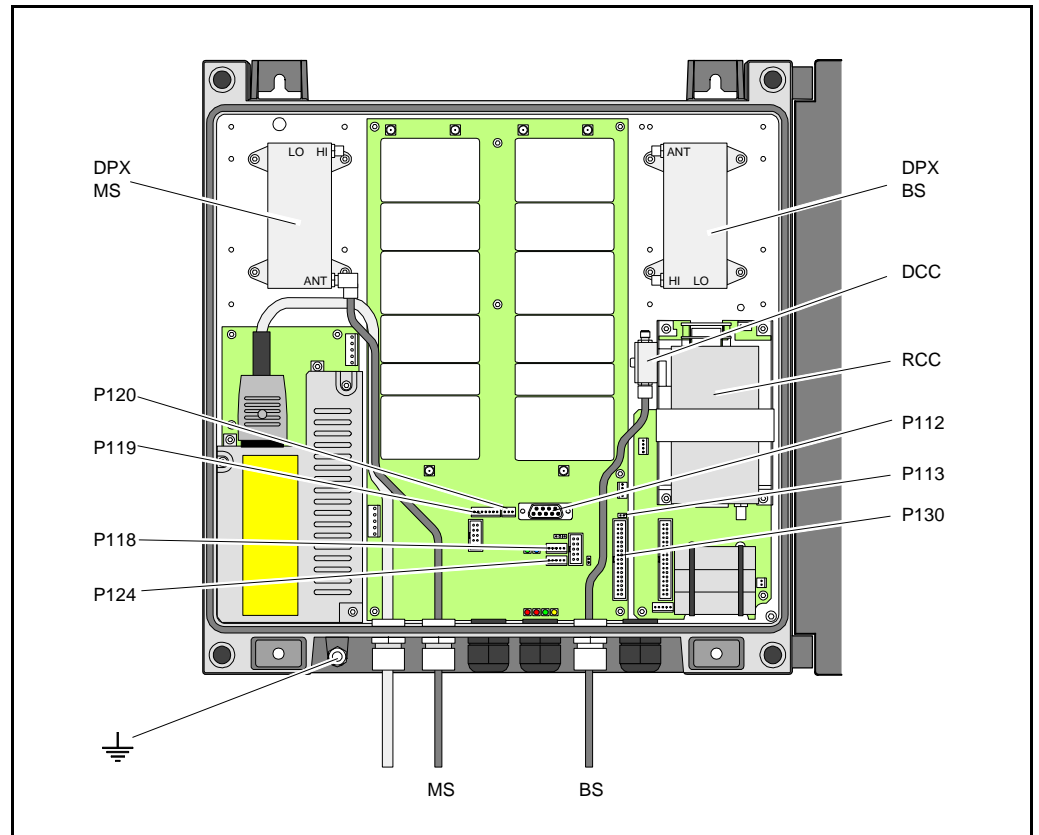 LO HI
ANT
DPX
MS
DPX
BS
ANT
HI LO
DCC
RCC
P120
P119
P112
P113
P118
P130
P124
MS
BS